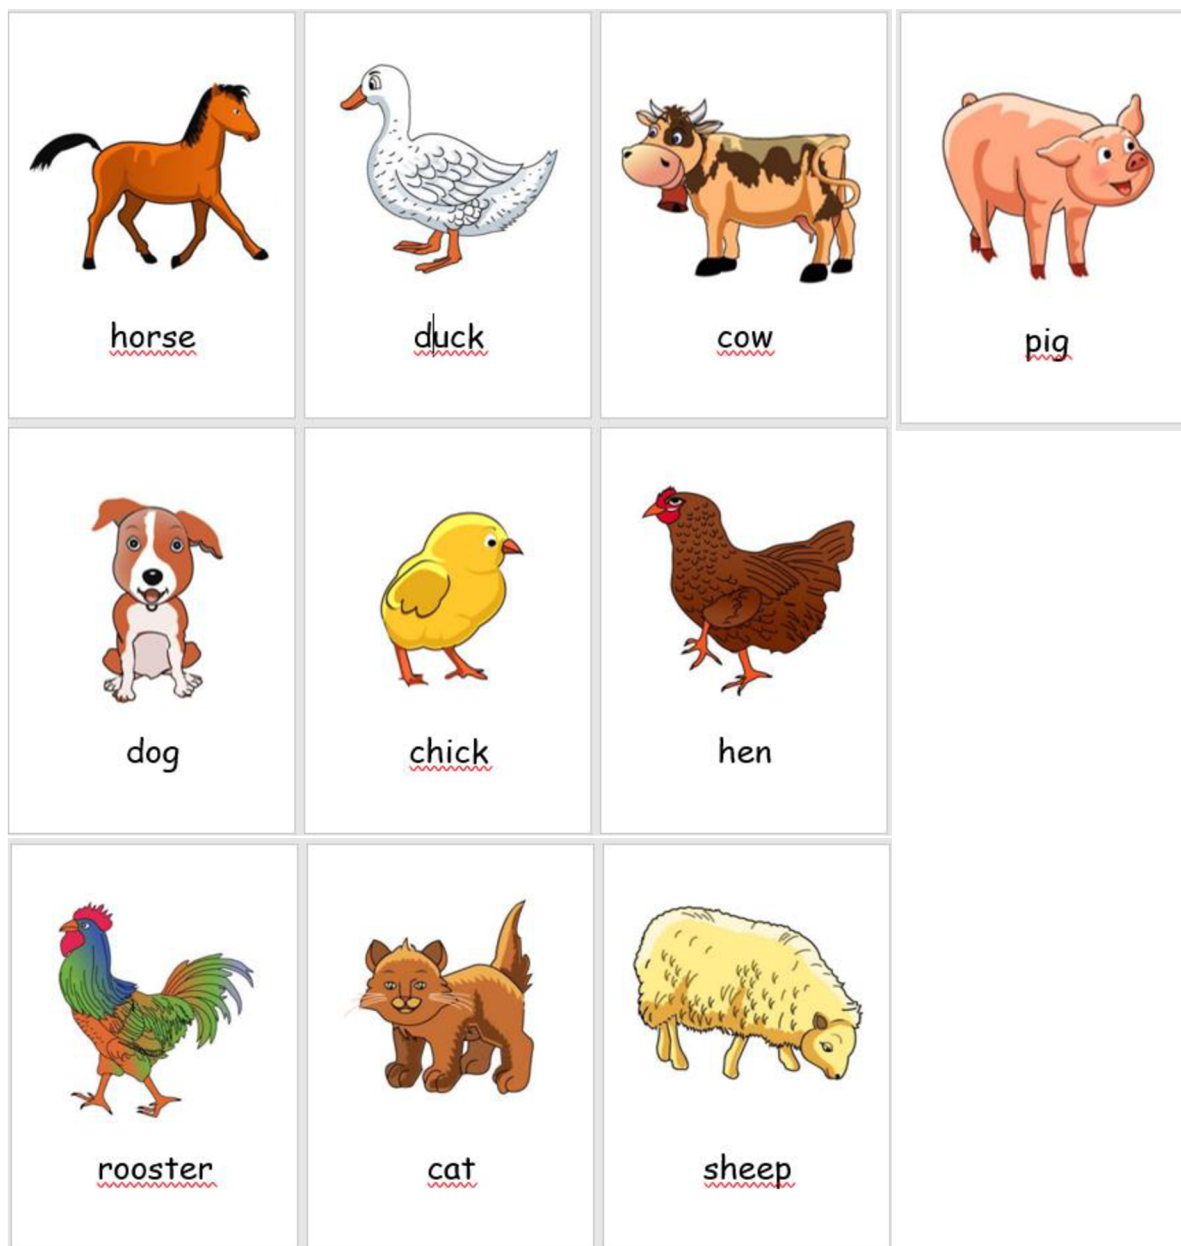 horse
duck
cow
pig
dog
chick
hen
rooster
cat
sheep